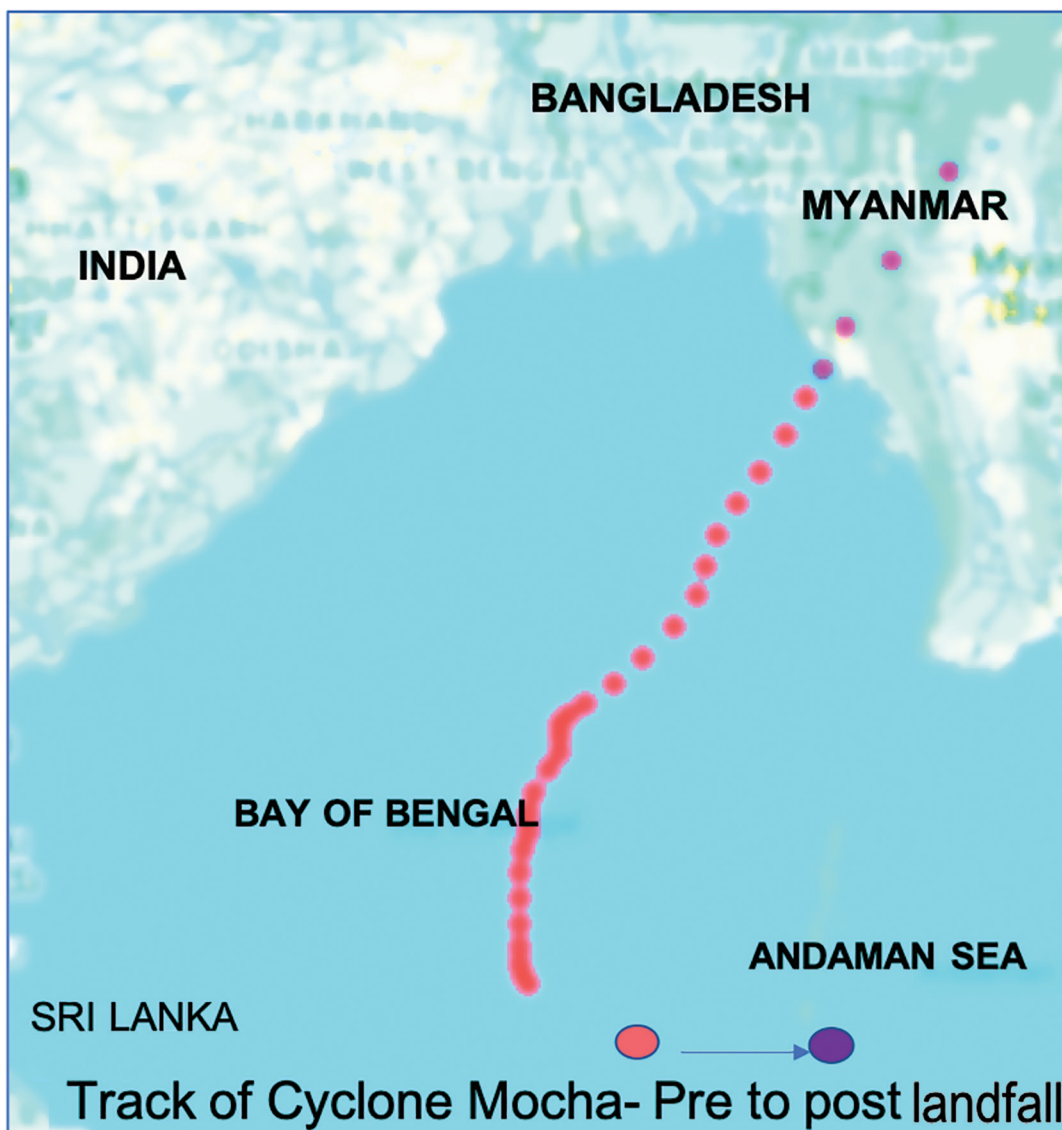 BANGLADESH
MYANMAR
INDIA
BAY OF BENGAL
ANDAMAN SEA
SRI LANKA
Track of Cyclone Mocha- Pre to post landfall